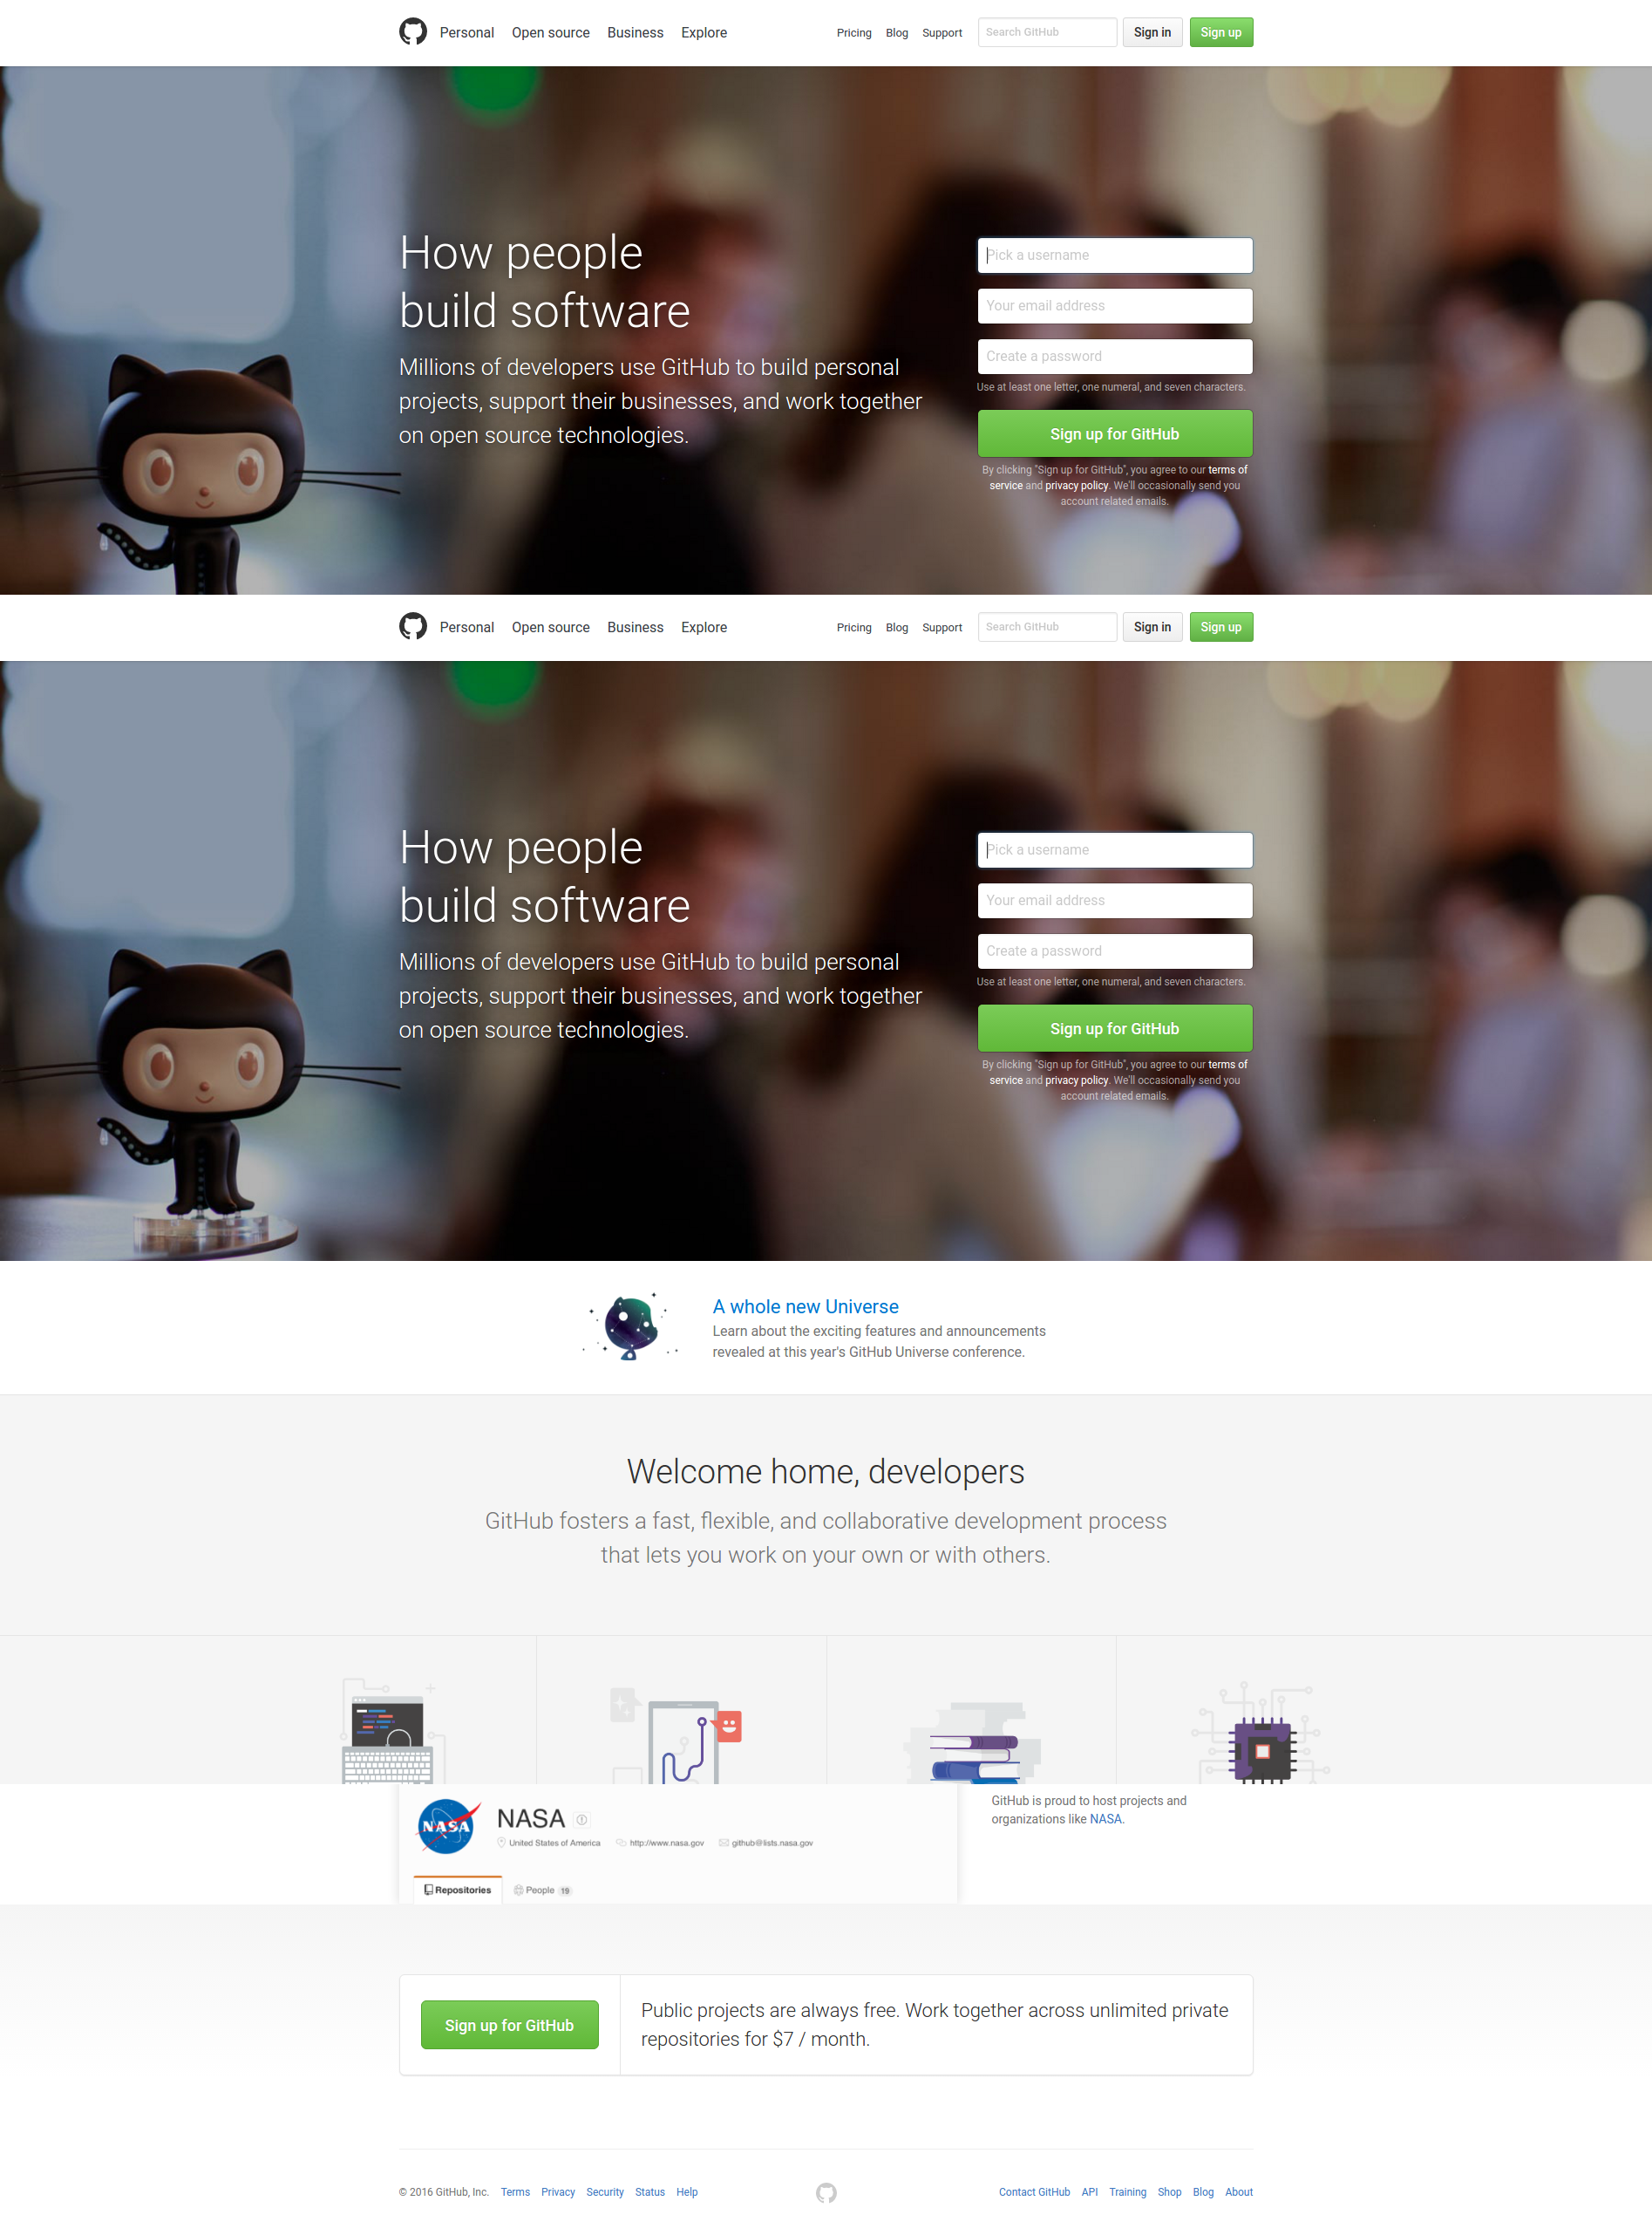 Personal Open source Business Explore Pricing Blog Support Search GitHub Sign in Sign up
How people
build software
Millions of developers use GitHub to build personal
projects, support their businesses, and work together
on open source technologies.
Pick a username
Your email address
Create a password
Use at least one letter, one numeral, and seven characters.
Sign up for GitHub
By clicking "Sign up for GitHub", you agree to our terms of
service and privacy policy. We'll occasionally send you
account related emails.
Personal Open source Business Explore Pricing Blog Support Search GitHub Sign in Sign up
How people
build software
Millions of developers use GitHub to build personal
projects, support their businesses, and work together
on open source technologies.
Pick a username
Your email address
Create a password
Use at least one letter, one numeral, and seven characters.
Sign up for GitHub
By clicking "Sign up for GitHub", you agree to our terms of
service and privacy policy. We'll occasionally send you
account related emails.
A whole new Universe
Learn about the exciting features and announcements
revealed at this year's GitHub Universe conference.
Welcome home, developers
GitHub fosters a fast, flexible, and collaborative development process
that lets you work on your own or with others.
NASA
NASA
United States of America http://www.nasa.gov github@lists.nasa.gov
Repositories People 19
GitHub is proud to host projects and
organizations like NASA.
Sign up for GitHub
Public projects are always free. Work together across unlimited private
repositories for $7 / month.
© 2016 GitHub, Inc. Terms Privacy Security Status Help Contact GitHub API Training Shop Blog About